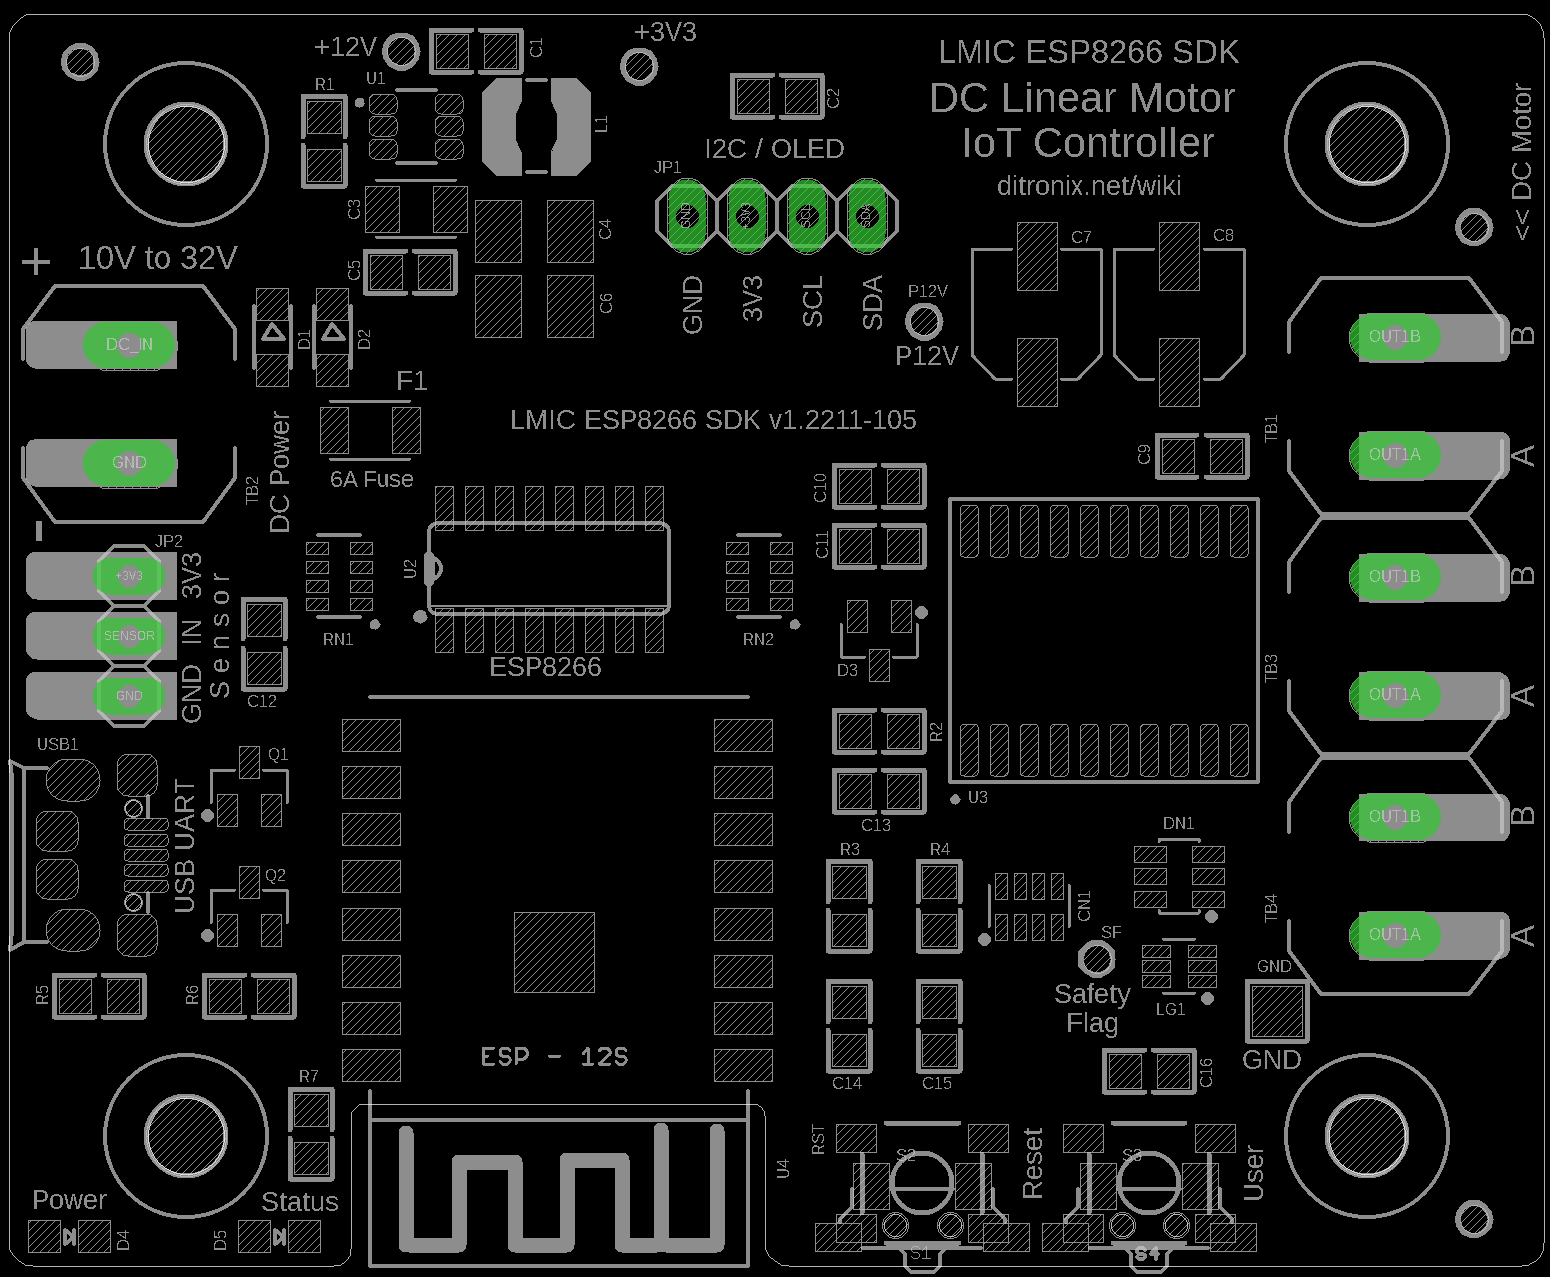 +12V
C1
+3V3
LMIC ESP8266 SDK
DC Linear Motor
IoT Controller
ditronix.net/wiki
<< DC Motor
R1
U1
L1
C2
I2C / OLED
JP1
GND
+3V3
SCL
SDA
GND
3V3
SCL
SDA
C3
C4
C5
C6
C7
C8
+ 10V to 32V
DC_IN
GND
-
D1
D2
P12V
P12V
F1
6A Fuse
DC Power
TB2
LMIC ESP8266 SDK v1.2211-105
C9
TB1
OUT1B
B
OUT1A
A
C10
C11
JP2
+3V3
3V3
SENSOR
IN
GND
GND
Sensor
C12
RN1
U2
ESP8266
RN2
D3
TB3
OUT1B
B
OUT1A
A
R2
C13
U3
USB1
USB UART
Q1
Q2
R3
R4
CN1
DN1
SF
Safety
Flag
LG1
TB4
OUT1B
B
OUT1A
A
GND
GND
R5
R6
ESP - 12S
C14
C15
C16
R7
Power
Status
D4
D5
U4
RST
S2
S1
Reset
S3
S4
User